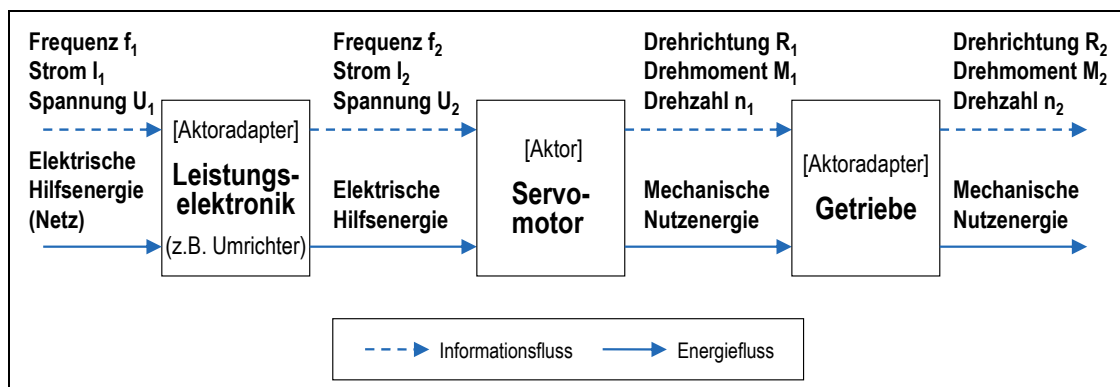 Frequenz f₁
Strom I₁
Spannung U₁
Elektrische
Hilfsenergie
(Netz)
[Aktoradapter]
Leistungs-
elektronik
(z.B. Umrichter)
Frequenz f₂
Strom I₂
Spannung U₂
Elektrische
Hilfsenergie
[Aktor]
Servo-
motor
Drehrichtung R₁
Drehmoment M₁
Drehzahl n₁
Mechanische
Nutzenergie
[Aktoradapter]
Getriebe
Drehrichtung R₂
Drehmoment M₂
Drehzahl n₂
Mechanische
Nutzenergie
Informationsfluss
Energiefluss